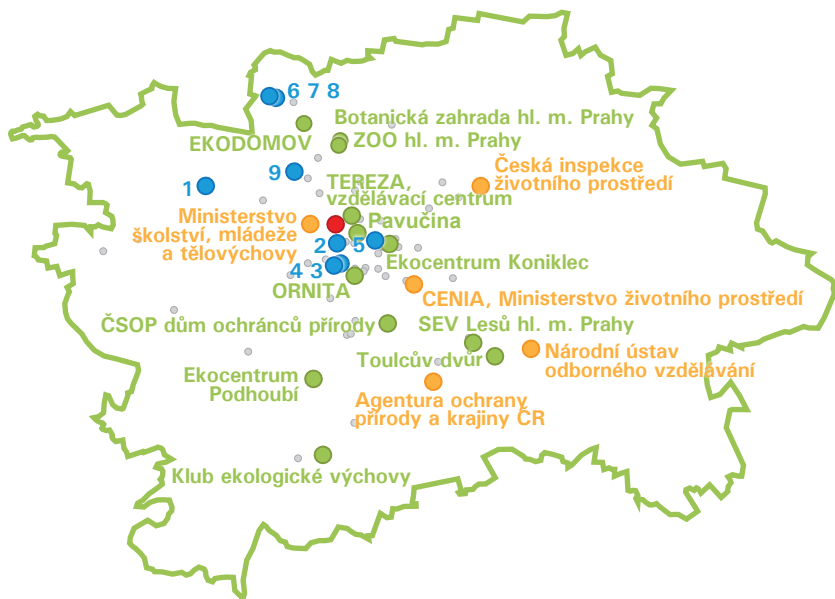 6 7 8
Botanická zahrada hl. m. Prahy
EKODOMOV
ZOO hl. m. Prahy
9
1
Česká inspekce
životního prostředí
TEREZA,
vzdělávací centrum
Ministerstvo
školství, mládeže
a tělovýchovy
Pavučina
2 5
4 3
Ekocentrum Koniklec
ORNITA
CENIA, Ministerstvo životního prostředí
ČSOP dům ochránců přírody
SEV Lesů hl. m. Prahy
Toulcův dvůr
Národní ústav
odborného vzdělávání
Ekocentrum
Podhoubí
Agentura ochrany
přírody a krajiny ČR
Klub ekologické výchovy